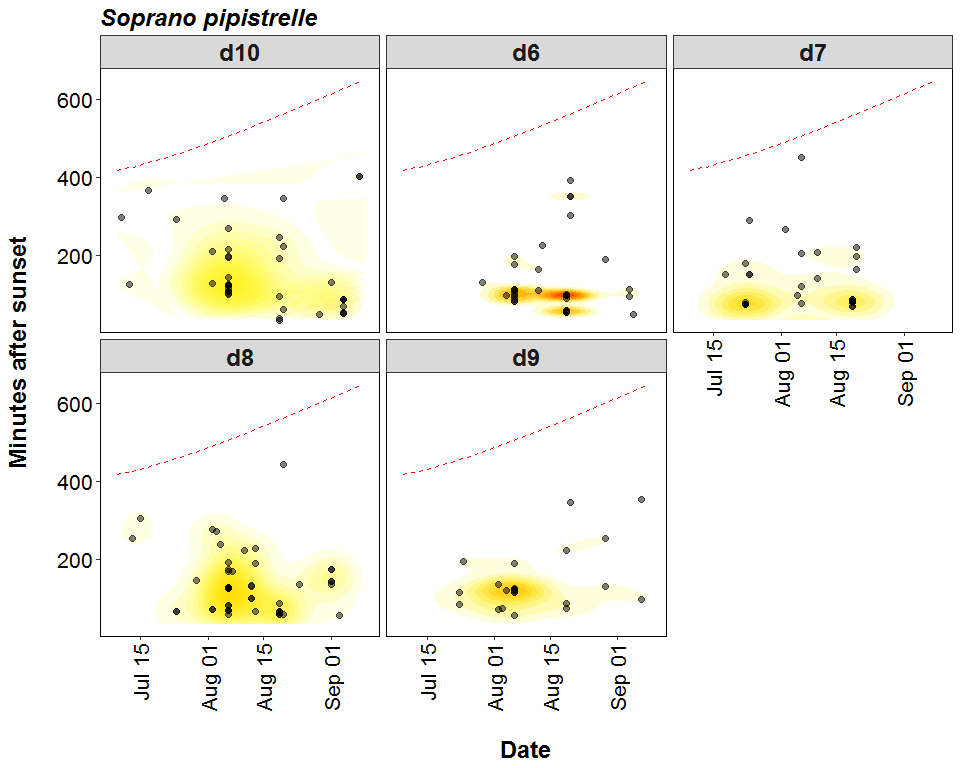 Soprano pipistrelle
d10 d6 d7
600
400
200
Jul 15 Aug 01 Aug 15 Sep 01
d8 d9
600
400
200
Jul 15 Aug 01 Aug 15 Sep 01 Jul 15 Aug 01 Aug 15 Sep 01
Minutes after sunset
Date